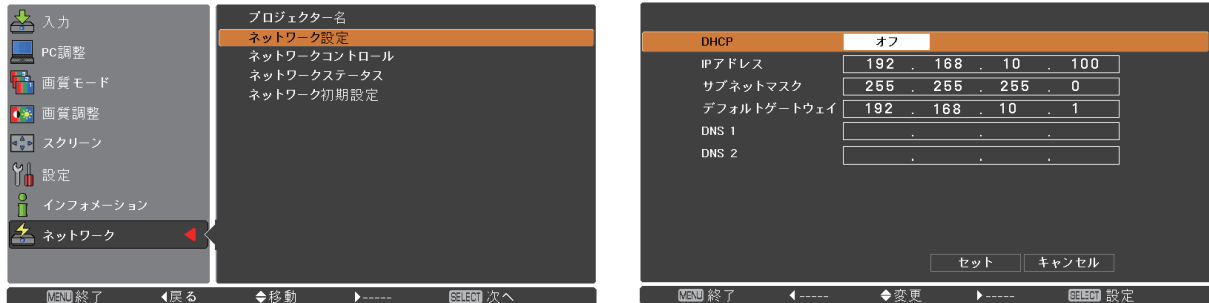 入力
PC調整
画質モード
画質調整
スクリーン
設定
インフォメーション
ネットワーク
プロジェクター名
ネットワーク設定
ネットワークコントロール
ネットワークステータス
ネットワーク初期設定
MENU 終了 ◀戻る ◆移動 ▶----- SELECT 次へ
DHCP オフ
IPアドレス 192 . 168 . 10 . 100
サブネットマスク 255 . 255 . 255 . 0
デフォルトゲートウェイ 192 . 168 . 10 . 1
DNS 1 . . .
DNS 2 . . .
セット キャンセル
MENU 終了 ◀----- ◆変更 ▶----- SELECT 設定